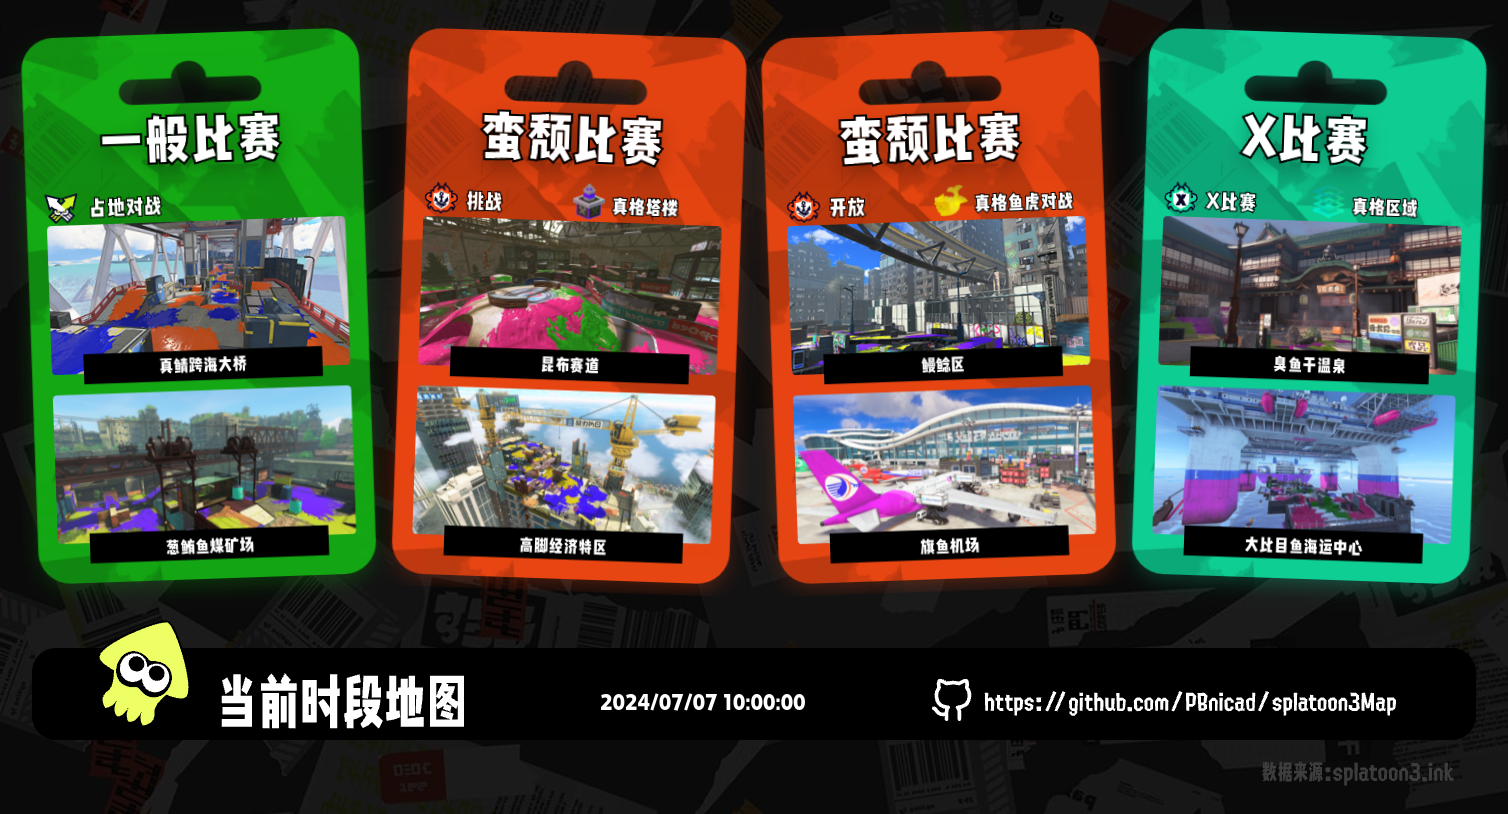 一般比赛
占地对战
真鲭跨海大桥
葱鲔鱼煤矿场
蛮颓比赛
挑战
真格塔楼
昆布赛道
高脚经济特区
蛮颓比赛
开放
真格鱼虎对战
鳗鲶区
旗鱼机场
X比赛
X比赛
真格区域
臭鱼干温泉
大比目鱼海运中心
当前时段地图
2024/07/07 10:00:00
https://github.com/PBnicad/splatoon3Map
数据来源:splatoon3.ink